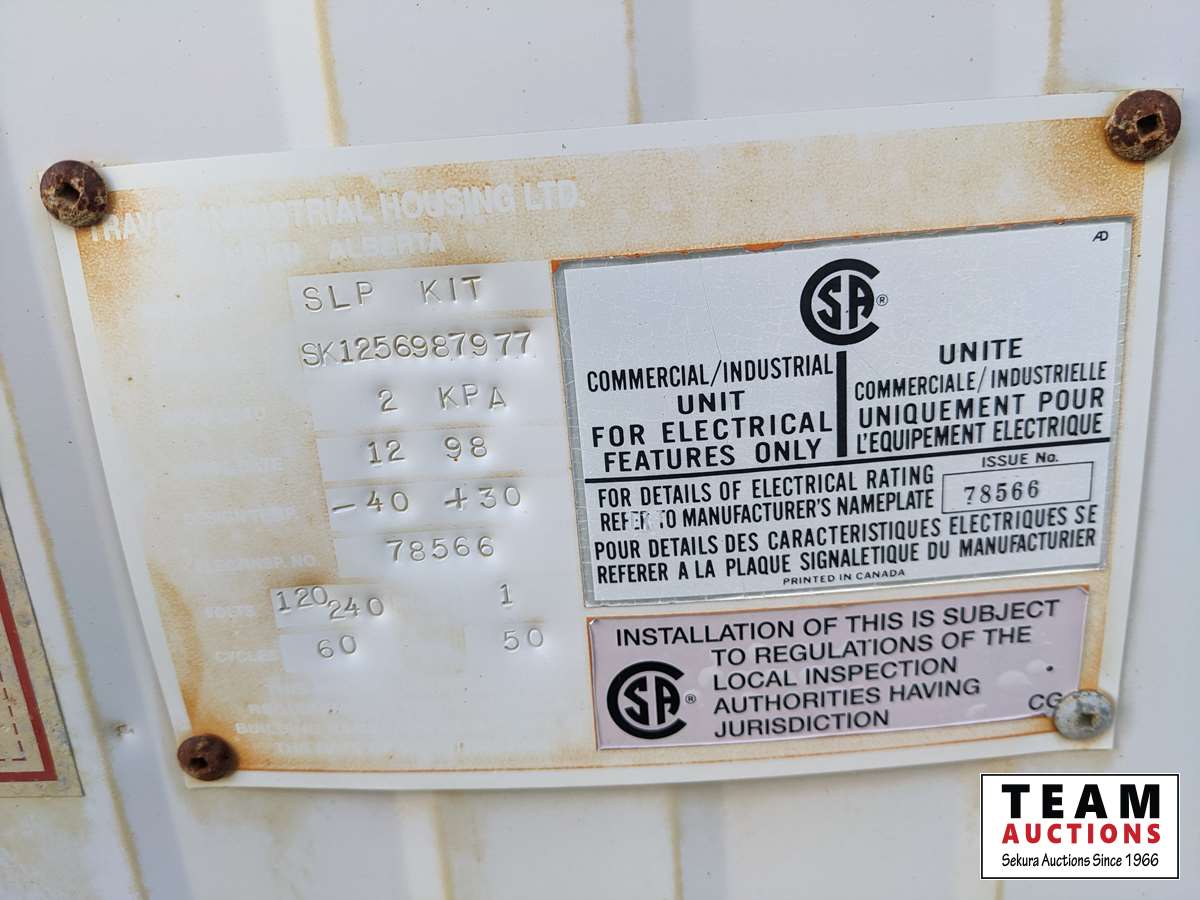 INDUSTRIAL HOUSING LTD.
ALBERTA
SLP KIT
SK1256987977
2 KPA
12 98
-40 +30
78566
VOLTS 120/240 1
CYCLES 60 50
AD
CSA ®
COMMERCIAL/INDUSTRIAL
UNIT
FOR ELECTRICAL
FEATURES ONLY
UNITE
COMMERCIALE/INDUSTRIELLE
UNIQUEMENT POUR
L'EQUIPEMENT ELECTRIQUE
FOR DETAILS OF ELECTRICAL RATING
REFER TO MANUFACTURER'S NAMEPLATE
ISSUE No.
78566
POUR DETAILS DES CARACTERISTIQUES ELECTRIQUES SE
REFERER A LA PLAQUE SIGNALETIQUE DU MANUFACTURIER
PRINTED IN CANADA
INSTALLATION OF THIS IS SUBJECT
TO REGULATIONS OF THE
LOCAL INSPECTION
AUTHORITIES HAVING
JURISDICTION
CSA ®
CG
TEAM
AUCTIONS
Sekura Auctions Since 1966